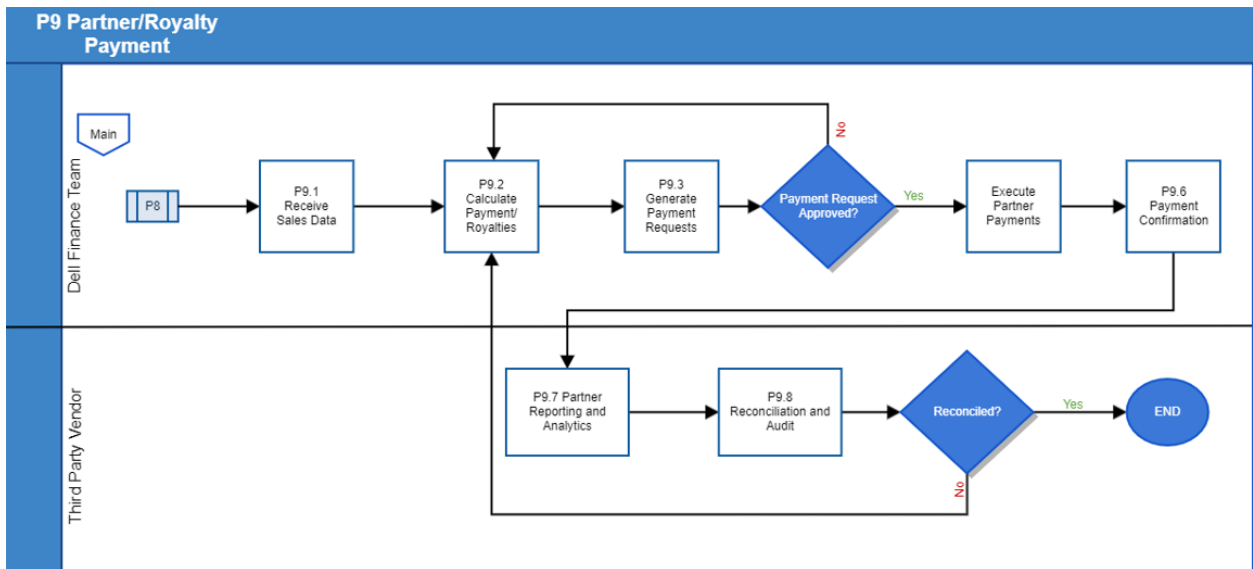 P9 Partner/Royalty
Payment
Dell Finance Team
Main
P8
P9.1
Receive
Sales Data
P9.2
Calculate
Payment/
Royalties
P9.3
Generate
Payment
Requests
Payment Request
Approved?
No
Yes
Execute
Partner
Payments
P9.6
Payment
Confirmation
Third Party Vendor
P9.7 Partner
Reporting and
Analytics
P9.8
Reconciliation and
Audit
Reconciled?
No
Yes
END